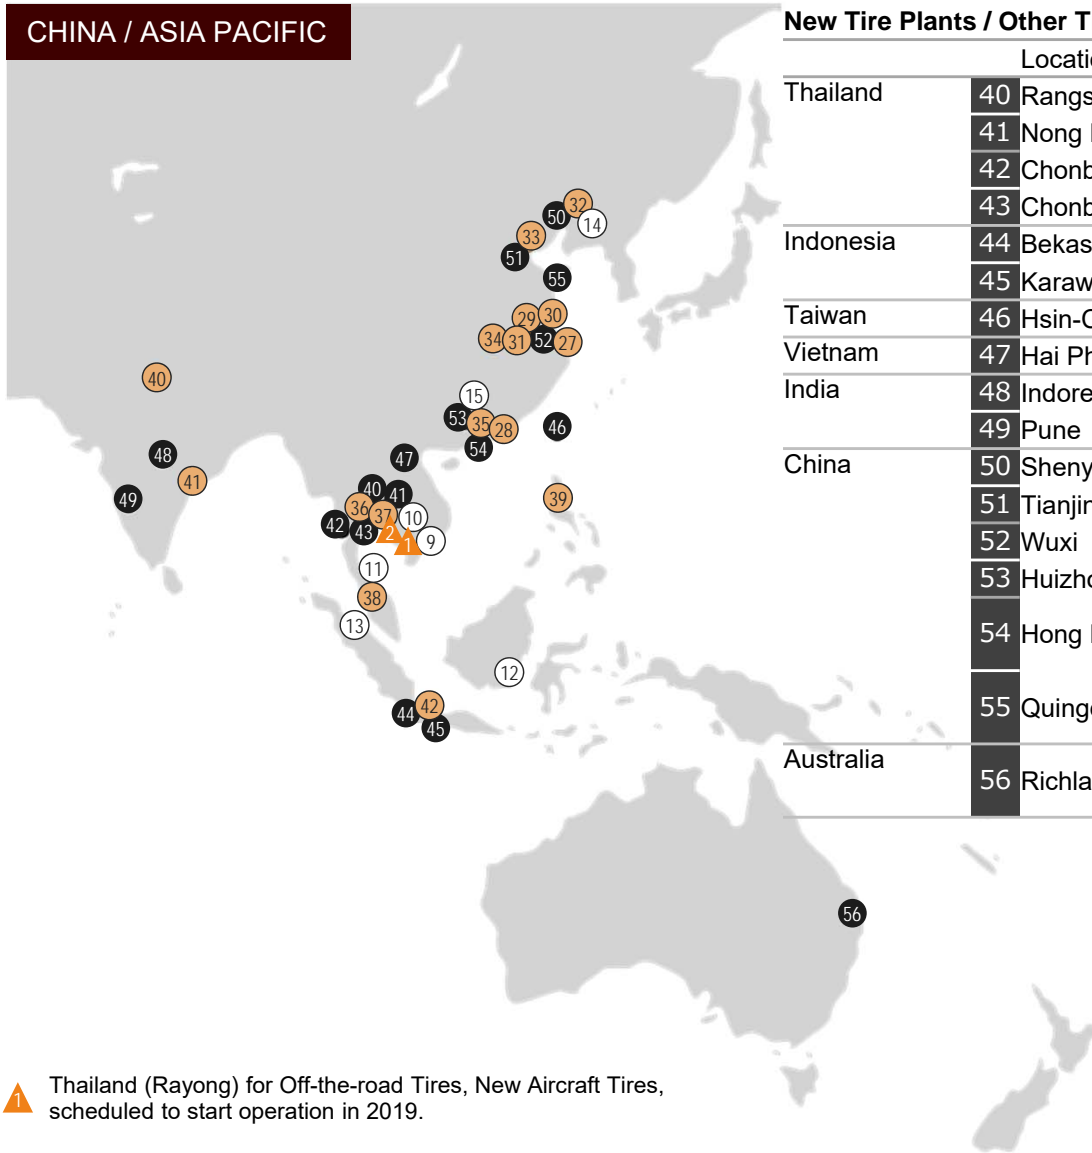 CHINA / ASIA PACIFIC
New Tire Plants / Other T
Locati
Thailand 40 Rangs
41 Nong
42 Chonb
43 Chonb
Indonesia 44 Bekas
45 Karaw
Taiwan 46 Hsin-C
Vietnam 47 Hai Ph
India 48 Indore
49 Pune
China 50 Sheny
51 Tianjin
52 Wuxi
53 Huizho
54 Hong
55 Quing
Australia 56 Richla
32
50
14
33
51
55
29 30
34 31 52 27
40
15
53 35 28
46
54
48
47
41
49
40 41
39
36 37 10
42 43 2 1 9
11
38
13
12
42
44
45
56
1 Thailand (Rayong) for Off-the-road Tires, New Aircraft Tires,
scheduled to start operation in 2019.